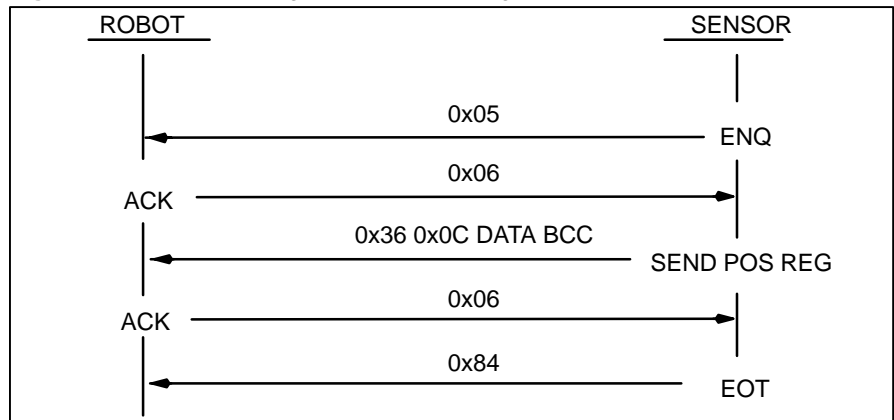 ROBOT SENSOR
0x05
ENQ
0x06
ACK
0x36 0x0C DATA BCC
SEND POS REG
0x06
ACK
0x84
EOT